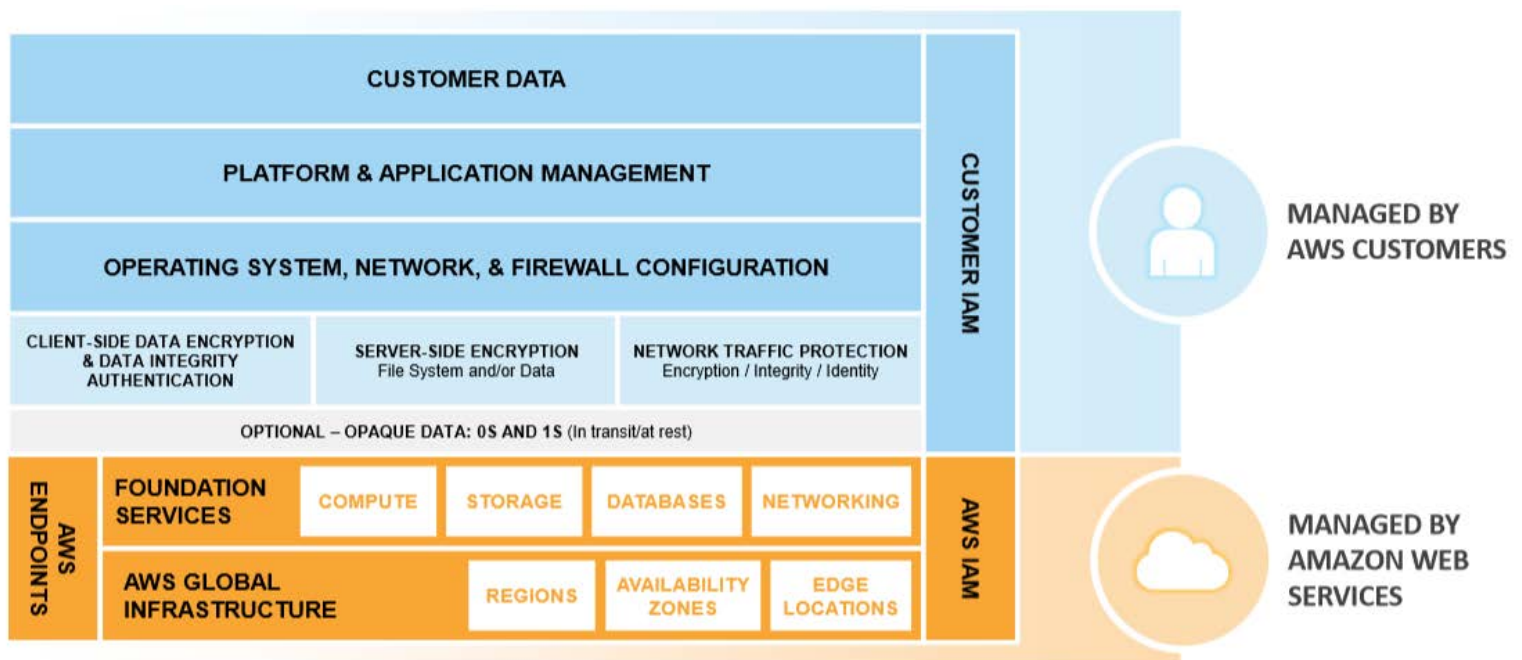 CUSTOMER DATA
PLATFORM & APPLICATION MANAGEMENT
OPERATING SYSTEM, NETWORK, & FIREWALL CONFIGURATION
CLIENT-SIDE DATA ENCRYPTION
& DATA INTEGRITY
AUTHENTICATION
SERVER-SIDE ENCRYPTION
File System and/or Data
NETWORK TRAFFIC PROTECTION
Encryption / Integrity / Identity
OPTIONAL – OPAQUE DATA: 0S AND 1S (In transit/at rest)
CUSTOMER IAM
MANAGED BY
AWS CUSTOMERS
AWS
ENDPOINTS
FOUNDATION
SERVICES
COMPUTE
STORAGE
DATABASES
NETWORKING
AWS GLOBAL
INFRASTRUCTURE
REGIONS
AVAILABILITY
ZONES
EDGE
LOCATIONS
AWS IAM
MANAGED BY
AMAZON WEB
SERVICES